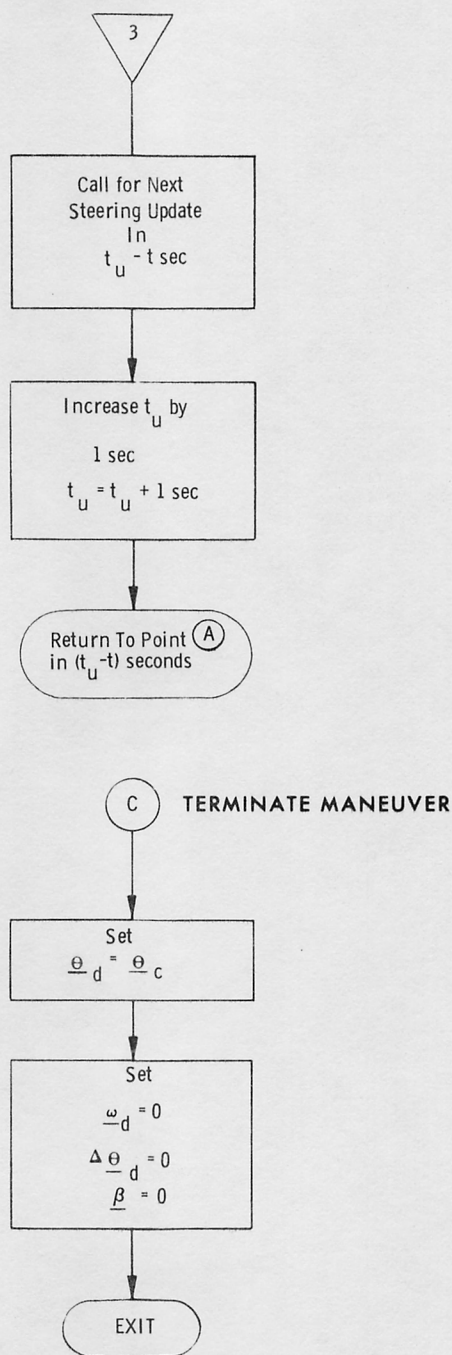 3
Call for Next
Steering Update
In
t_u - t sec
Increase t_u by
1 sec
t_u = t_u + 1 sec
Return To Point A
in (t_u-t) seconds
C TERMINATE MANEUVER
Set
θ_d = θ_c
Set
ω_d = 0
Δθ_d = 0
β = 0
EXIT